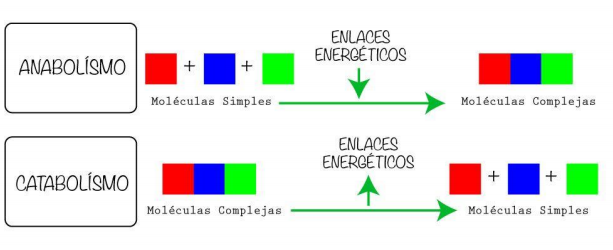 ANABOLÍSMO
+ +
Moléculas Simples
ENLACES
ENERGÉTICOS
Moléculas Complejas
CATABOLÍSMO
Moléculas Complejas
ENLACES
ENERGÉTICOS
+ +
Moléculas Simples